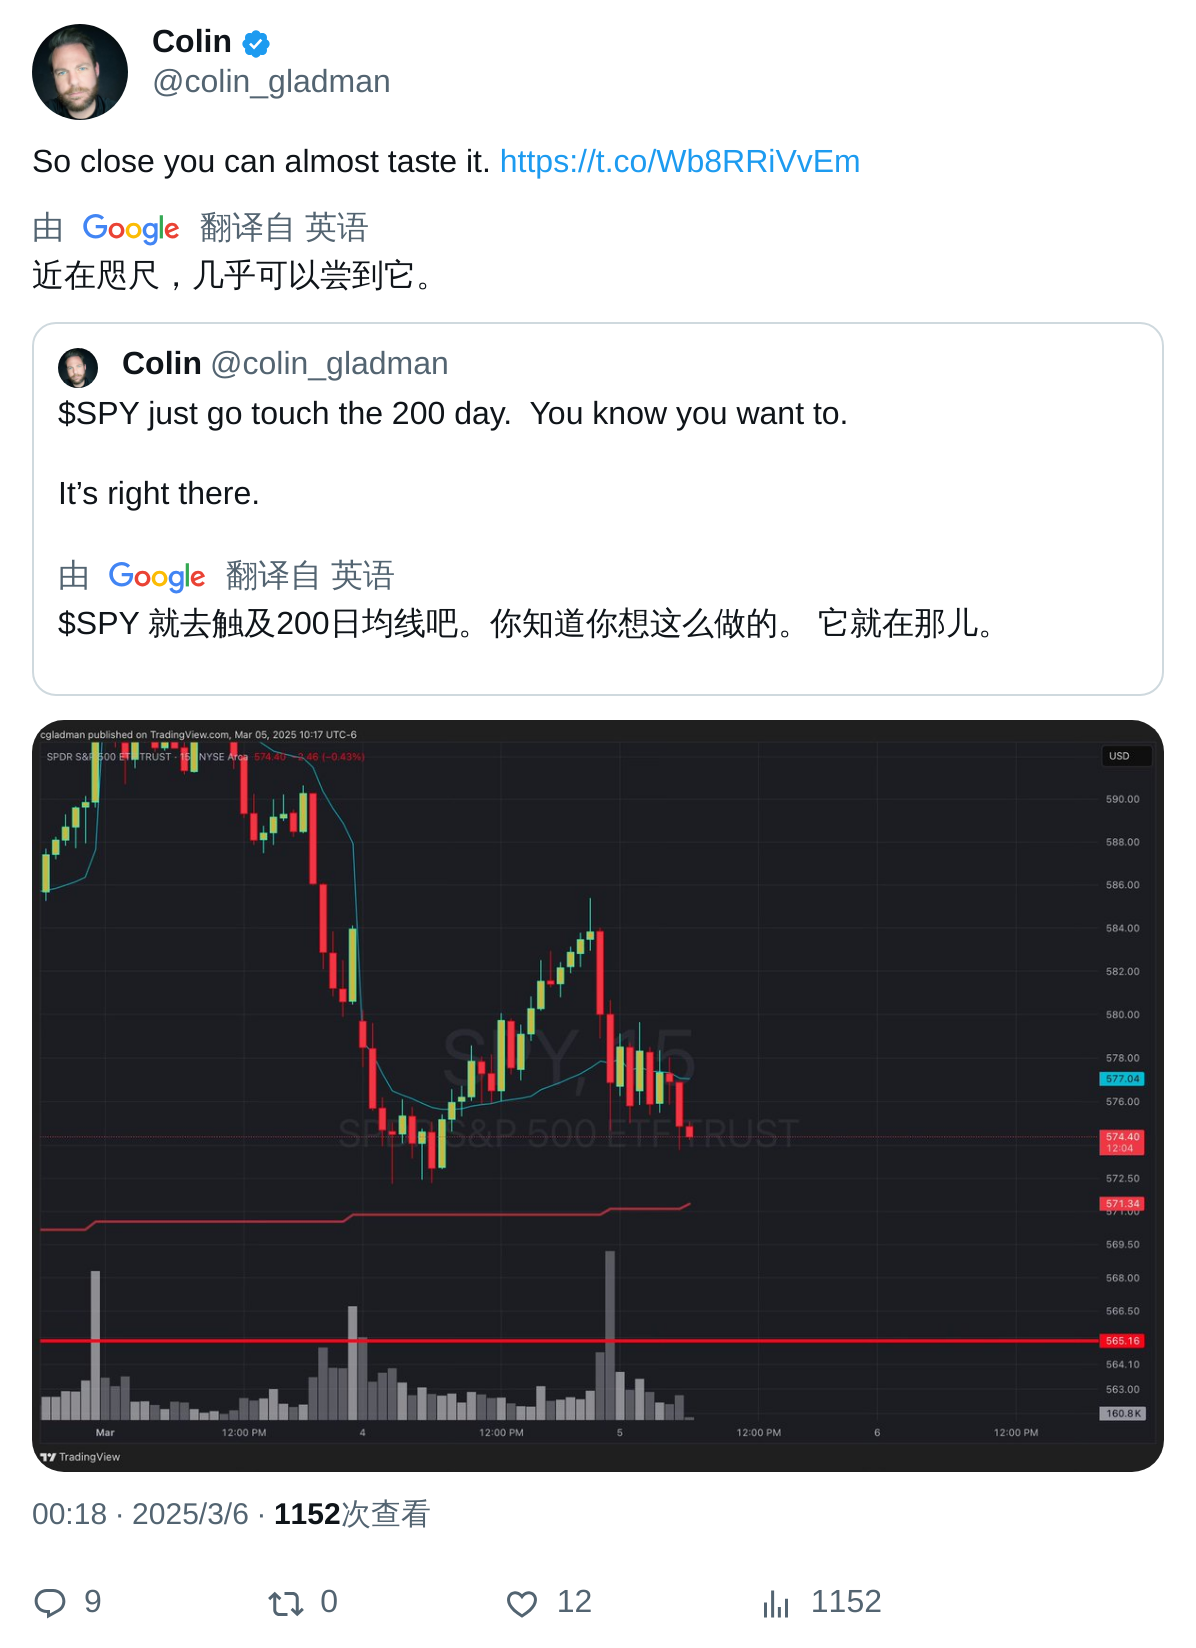 Colin
@colin_gladman
So close you can almost taste it. https://t.co/Wb8RRiVvEm
由 Google 翻译自 英语
近在咫尺，几乎可以尝到它。
Colin @colin_gladman
$SPY just go touch the 200 day.  You know you want to.
It’s right there.
由 Google 翻译自 英语
$SPY 就去触及200日均线吧。你知道你想这么做的。 它就在那儿。
cgladman published on TradingView.com, Mar 05, 2025 10:17 UTC-6
SPDR S&P 500 ETF TRUST · 15 · NYSE Arca 574.40 −2.46 (−0.43%)
USD
590.00
588.00
586.00
584.00
582.00
580.00
SPY, 15
578.00
577.04
576.00
SPDR S&P 500 ETF TRUST
574.40
12:04
572.50
571.34
571.00
569.50
568.00
566.50
565.16
564.10
563.00
160.8K
Mar 12:00 PM 4 12:00 PM 5 12:00 PM 6 12:00 PM
TradingView
00:18 · 2025/3/6 · 1152次查看
9 0 12 1152